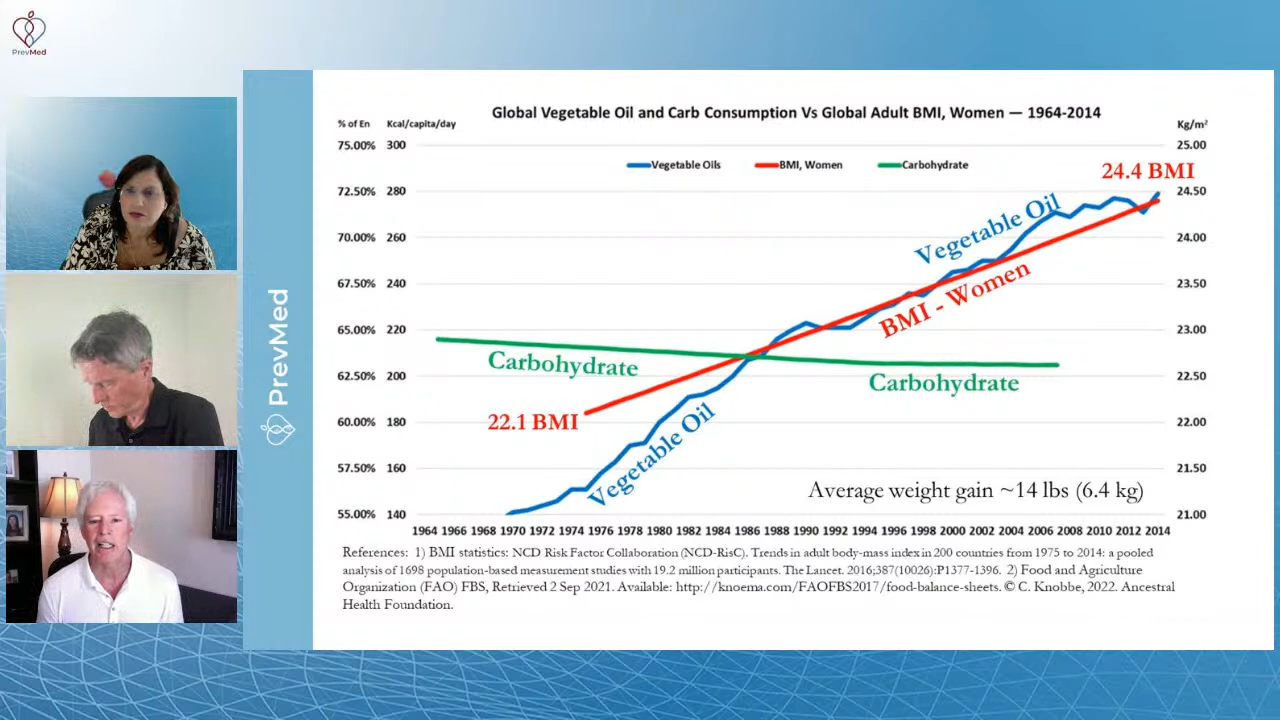 PrevMed
PrevMed
Global Vegetable Oil and Carb Consumption Vs Global Adult BMI, Women — 1964-2014
% of En Kcal/capita/day Kg/m²
Vegetable Oils BMI, Women Carbohydrate
75.00% 300 25.00
72.50% 280 24.50
70.00% 260 24.00
67.50% 240 23.50
65.00% 220 23.00
62.50% 200 22.50
60.00% 180 22.00
57.50% 160 21.50
55.00% 140 21.00
24.4 BMI
Vegetable Oil
BMI - Women
Carbohydrate
Carbohydrate
22.1 BMI
Vegetable Oil
Average weight gain ~14 lbs (6.4 kg)
1964 1966 1968 1970 1972 1974 1976 1978 1980 1982 1984 1986 1988 1990 1992 1994 1996 1998 2000 2002 2004 2006 2008 2010 2012 2014
References: 1) BMI statistics: NCD Risk Factor Collaboration (NCD-RisC). Trends in adult body-mass index in 200 countries from 1975 to 2014: a pooled
analysis of 1698 population-based measurement studies with 19.2 million participants. The Lancet. 2016;387(10026):P1377-1396. 2) Food and Agriculture
Organization (FAO) FBS, Retrieved 2 Sep 2021. Available: http://knoema.com/FAOFBS2017/food-balance-sheets. © C. Knobbe, 2022. Ancestral
Health Foundation.